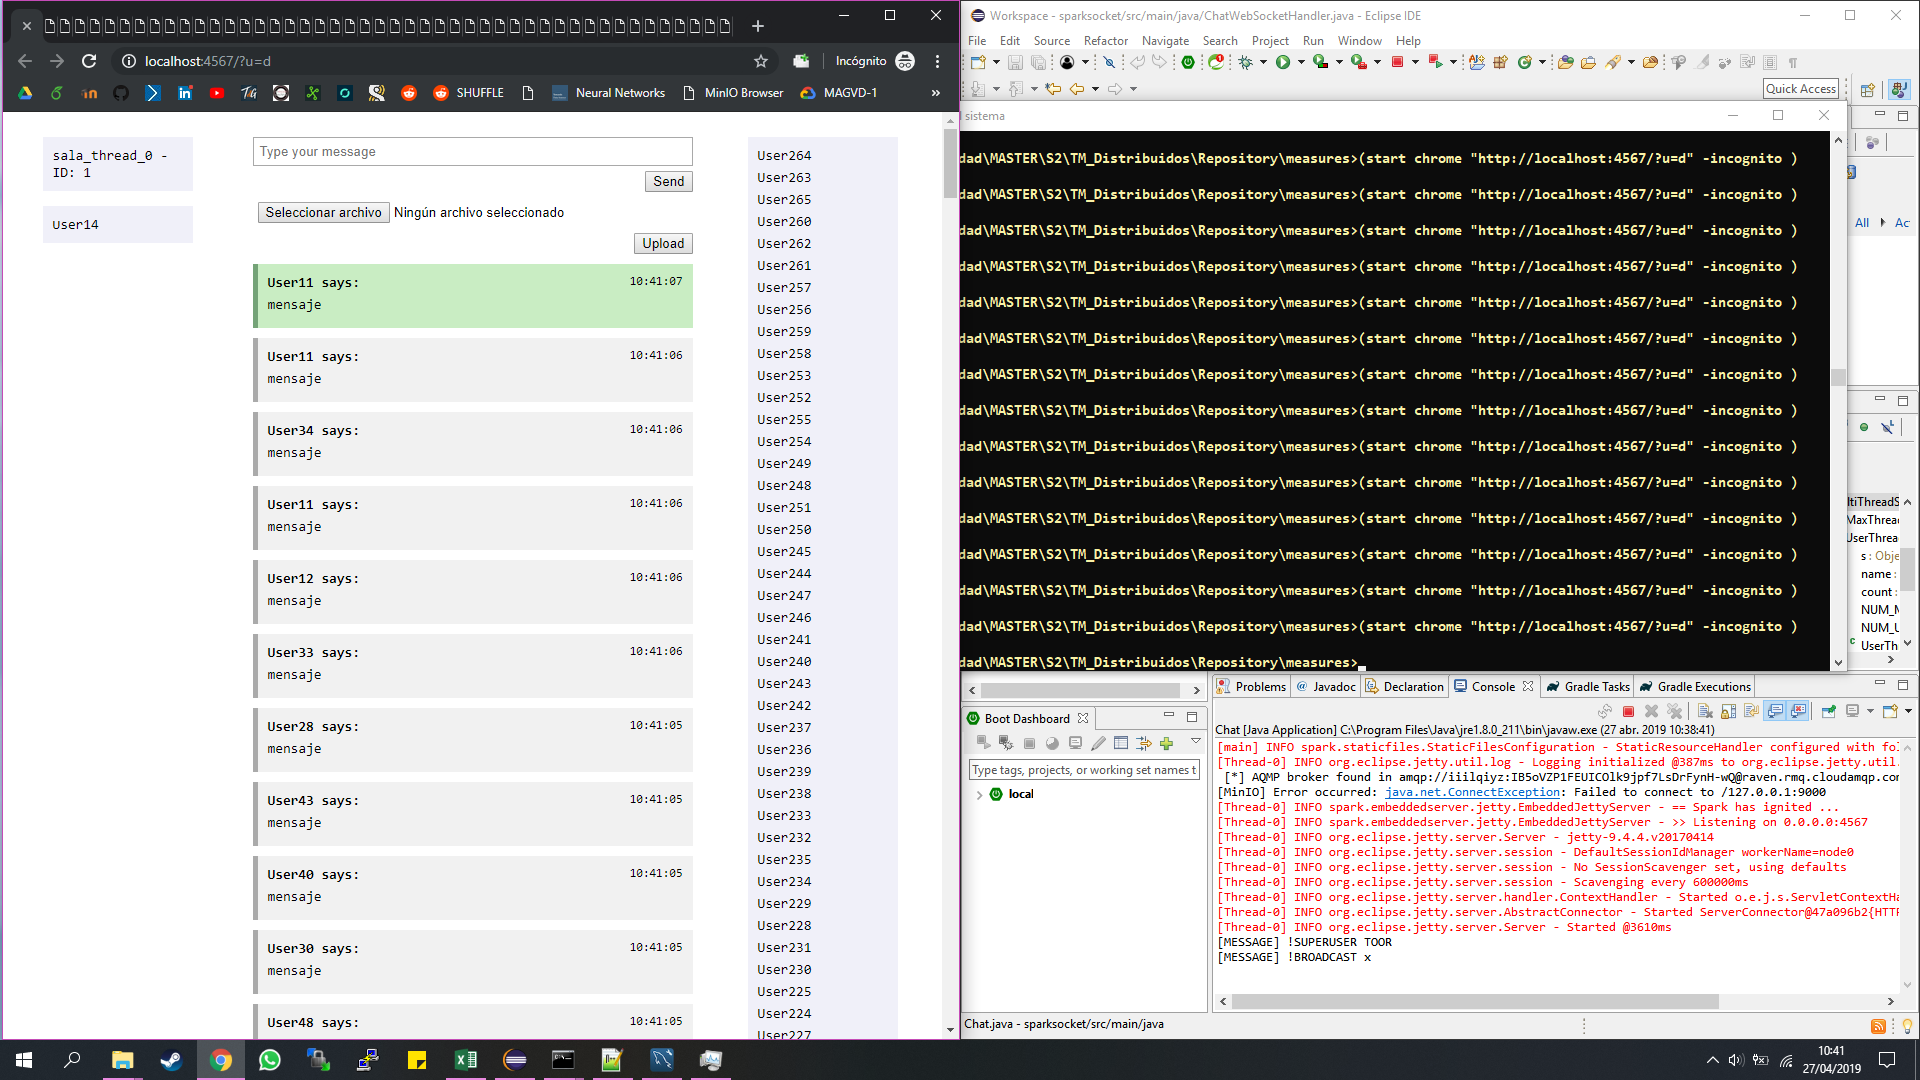 localhost:4567/?u=d
Incógnito
SHUFFLE
Neural Networks
MinIO Browser
MAGVD-1
»
sala_thread_0 -
ID: 1
User14
Type your message
Send
Seleccionar archivo Ningún archivo seleccionado
Upload
User11 says:
10:41:07
mensaje
User11 says:
10:41:06
mensaje
User34 says:
10:41:06
mensaje
User11 says:
10:41:06
mensaje
User12 says:
10:41:06
mensaje
User33 says:
10:41:06
mensaje
User28 says:
10:41:05
mensaje
User43 says:
10:41:05
mensaje
User40 says:
10:41:05
mensaje
User30 says:
10:41:05
mensaje
User48 says:
10:41:05
User264
User263
User265
User260
User262
User261
User257
User256
User259
User258
User253
User252
User255
User254
User249
User248
User251
User250
User245
User244
User247
User246
User241
User240
User243
User242
User237
User236
User239
User238
User233
User232
User235
User234
User229
User228
User231
User230
User225
User224
User227
Workspace - sparksocket/src/main/java/ChatWebSocketHandler.java - Eclipse IDE
File Edit Source Refactor Navigate Search Project Run Window Help
Quick Access
sistema
dad\MASTER\S2\TM_Distribuidos\Repository\measures>(start chrome "http://localhost:4567/?u=d" -incognito )
dad\MASTER\S2\TM_Distribuidos\Repository\measures>(start chrome "http://localhost:4567/?u=d" -incognito )
dad\MASTER\S2\TM_Distribuidos\Repository\measures>(start chrome "http://localhost:4567/?u=d" -incognito )
dad\MASTER\S2\TM_Distribuidos\Repository\measures>(start chrome "http://localhost:4567/?u=d" -incognito )
dad\MASTER\S2\TM_Distribuidos\Repository\measures>(start chrome "http://localhost:4567/?u=d" -incognito )
dad\MASTER\S2\TM_Distribuidos\Repository\measures>(start chrome "http://localhost:4567/?u=d" -incognito )
dad\MASTER\S2\TM_Distribuidos\Repository\measures>(start chrome "http://localhost:4567/?u=d" -incognito )
dad\MASTER\S2\TM_Distribuidos\Repository\measures>(start chrome "http://localhost:4567/?u=d" -incognito )
dad\MASTER\S2\TM_Distribuidos\Repository\measures>(start chrome "http://localhost:4567/?u=d" -incognito )
dad\MASTER\S2\TM_Distribuidos\Repository\measures>(start chrome "http://localhost:4567/?u=d" -incognito )
dad\MASTER\S2\TM_Distribuidos\Repository\measures>(start chrome "http://localhost:4567/?u=d" -incognito )
dad\MASTER\S2\TM_Distribuidos\Repository\measures>(start chrome "http://localhost:4567/?u=d" -incognito )
dad\MASTER\S2\TM_Distribuidos\Repository\measures>(start chrome "http://localhost:4567/?u=d" -incognito )
dad\MASTER\S2\TM_Distribuidos\Repository\measures>(start chrome "http://localhost:4567/?u=d" -incognito )
dad\MASTER\S2\TM_Distribuidos\Repository\measures>
All
Ac
ltiThreadS
MaxThrea
UserThrea
s : Obje
name :
count :
NUM_M
NUM_U
UserTh
Boot Dashboard
Type tags, projects, or working set names t
local
Problems
Javadoc
Declaration
Console
Gradle Tasks
Gradle Executions
Chat [Java Application] C:\Program Files\Java\jre1.8.0_211\bin\javaw.exe (27 abr. 2019 10:38:41)
[main] INFO spark.staticfiles.StaticFilesConfiguration - StaticResourceHandler configured with fol
[Thread-0] INFO org.eclipse.jetty.util.log - Logging initialized @387ms to org.eclipse.jetty.util.
[*] AQMP broker found in amqp://iiilqiyz:IB5oVZP1FEUICOlk9jpf7LsDrFynH-wQ@raven.rmq.cloudamqp.com
[MinIO] Error occurred: java.net.ConnectException: Failed to connect to /127.0.0.1:9000
[Thread-0] INFO spark.embeddedserver.jetty.EmbeddedJettyServer - == Spark has ignited ...
[Thread-0] INFO spark.embeddedserver.jetty.EmbeddedJettyServer - >> Listening on 0.0.0.0:4567
[Thread-0] INFO org.eclipse.jetty.server.Server - jetty-9.4.4.v20170414
[Thread-0] INFO org.eclipse.jetty.server.session - DefaultSessionIdManager workerName=node0
[Thread-0] INFO org.eclipse.jetty.server.session - No SessionScavenger set, using defaults
[Thread-0] INFO org.eclipse.jetty.server.session - Scavenging every 600000ms
[Thread-0] INFO org.eclipse.jetty.server.handler.ContextHandler - Started o.e.j.s.ServletContextHa
[Thread-0] INFO org.eclipse.jetty.server.AbstractConnector - Started ServerConnector@47a096b2{HTTP
[Thread-0] INFO org.eclipse.jetty.server.Server - Started @3610ms
[MESSAGE] !SUPERUSER TOOR
[MESSAGE] !BROADCAST x
Chat.java - sparksocket/src/main/java
10:41
27/04/2019